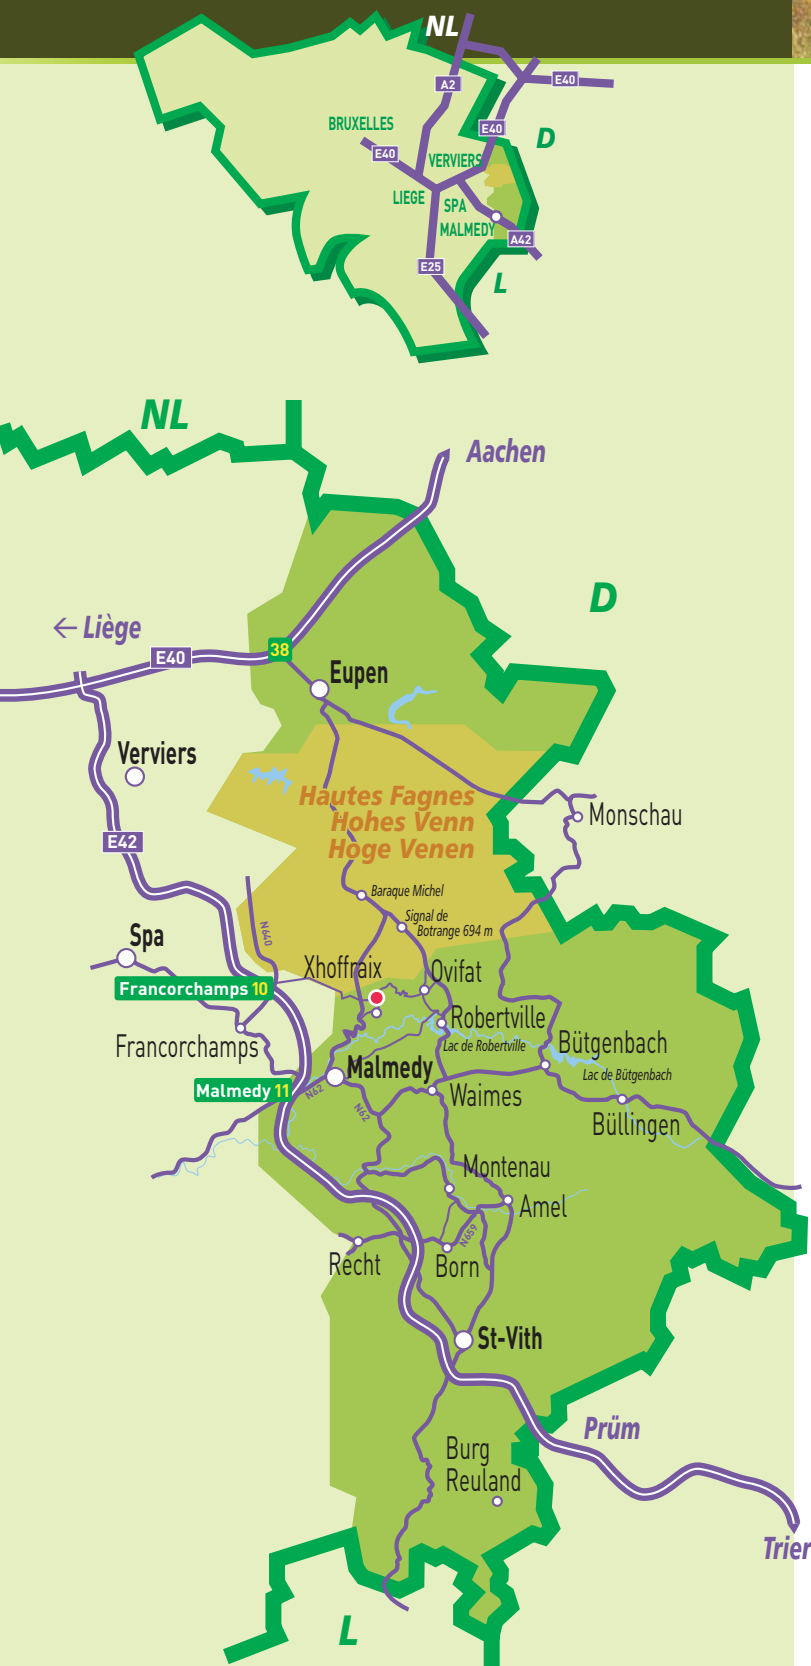 NL
A2
E40
BRUXELLES
E40
D
E40
VERVIERS
LIEGE
SPA
MALMEDY
A42
E25
L
NL
Aachen
D
← Liège
E40
38
Eupen
Verviers
Hautes Fagnes
Hohes Venn
Hoge Venen
Monschau
E42
Baraque Michel
Signal de
Botrange 694 m
N640
Spa
Xhoffraix
Ovifat
Francorchamps 10
Robertville
Francorchamps
Lac de Robertville
Bütgenbach
Malmedy
Lac de Bütgenbach
Malmedy 11
N62
Waimes
N62
Büllingen
Montenau
Amel
N659
Recht
Born
St-Vith
Prüm
Burg
Reuland
Trier
L